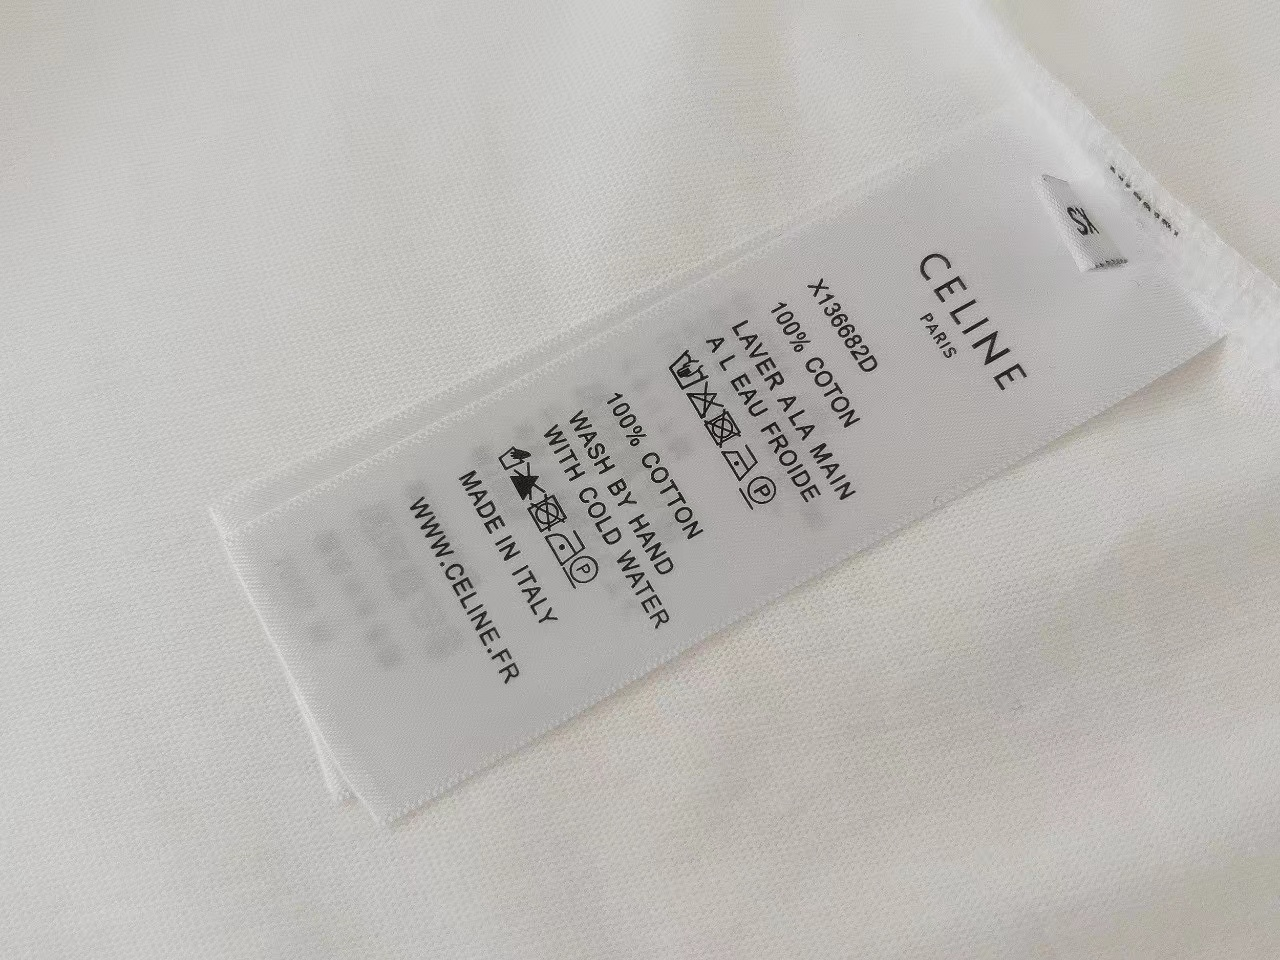 CELINE
PARIS
X136682D
100% COTON
LAVER A LA MAIN
A L EAU FROIDE
P
100% COTTON
WASH BY HAND
WITH COLD WATER
P
MADE IN ITALY
WWW.CELINE.FR